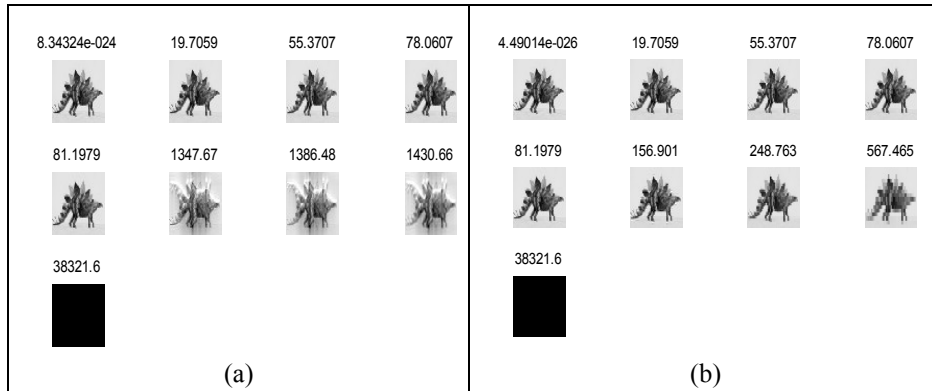 8.34324e-024 19.7059 55.3707 78.0607
81.1979 1347.67 1386.48 1430.66
38321.6
(a)
4.49014e-026 19.7059 55.3707 78.0607
81.1979 156.901 248.763 567.465
38321.6
(b)